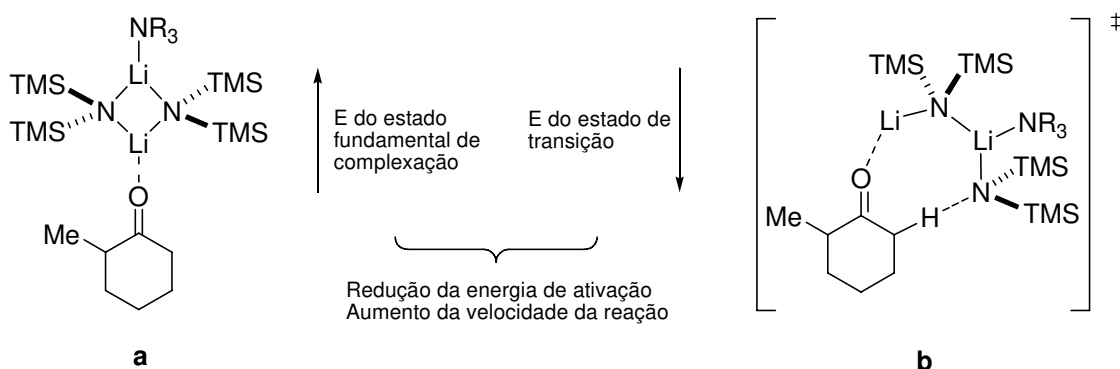 NR3
Li
TMS
TMS
N
N
TMS
TMS
Li
O
Me
a
E do estado
fundamental de
complexação
E do estado de
transição
Redução da energia de ativação
Aumento da velocidade da reação
‡
TMS
TMS
N
Li
Li
NR3
O
TMS
N
TMS
H
Me
b